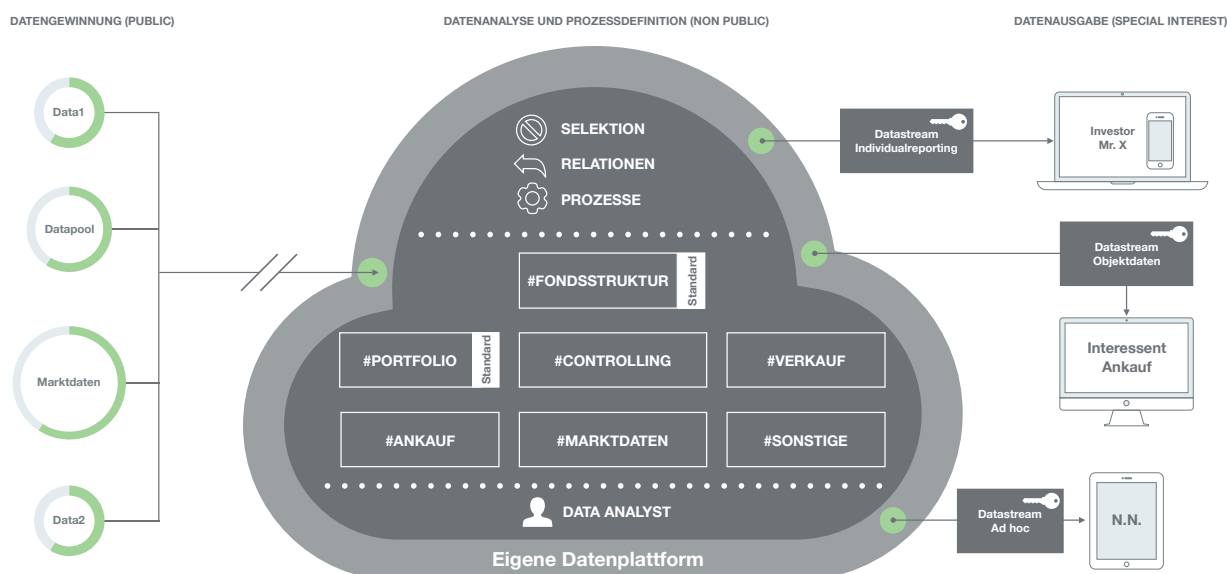 DATENGEWINNUNG (PUBLIC)
DATENANALYSE UND PROZESSDEFINITION (NON PUBLIC)
DATENAUSGABE (SPECIAL INTEREST)
Data1
Datapool
Marktdaten
Data2
SELEKTION
RELATIONEN
PROZESSE
#FONDSSTRUKTUR
Standard
#PORTFOLIO
Standard
#CONTROLLING
#VERKAUF
#ANKAUF
#MARKTDATEN
#SONSTIGE
DATA ANALYST
Eigene Datenplattform
Datastream
Individualreporting
Investor
Mr. X
Datastream
Objektdaten
Interessent
Ankauf
Datastream
Ad hoc
N.N.